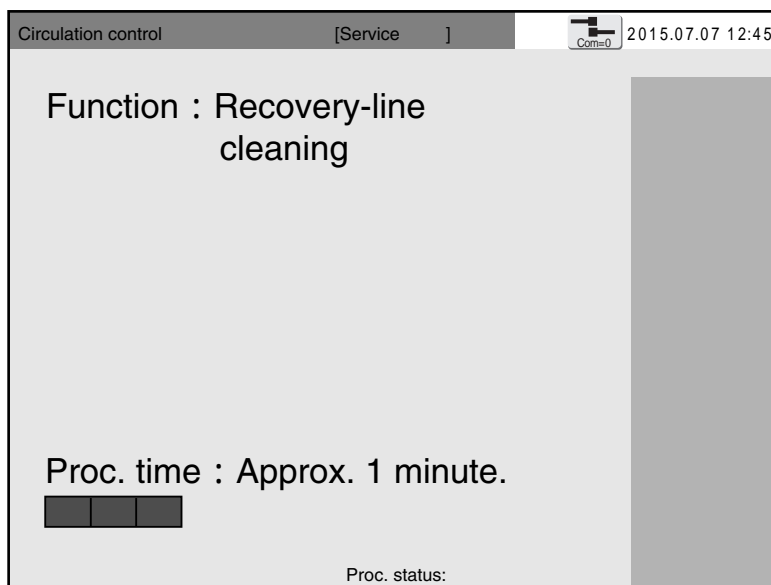 Circulation control [Service ] Com=0 2015.07.07 12:45
Function : Recovery-line
cleaning
Proc. time : Approx. 1 minute.
Proc. status: